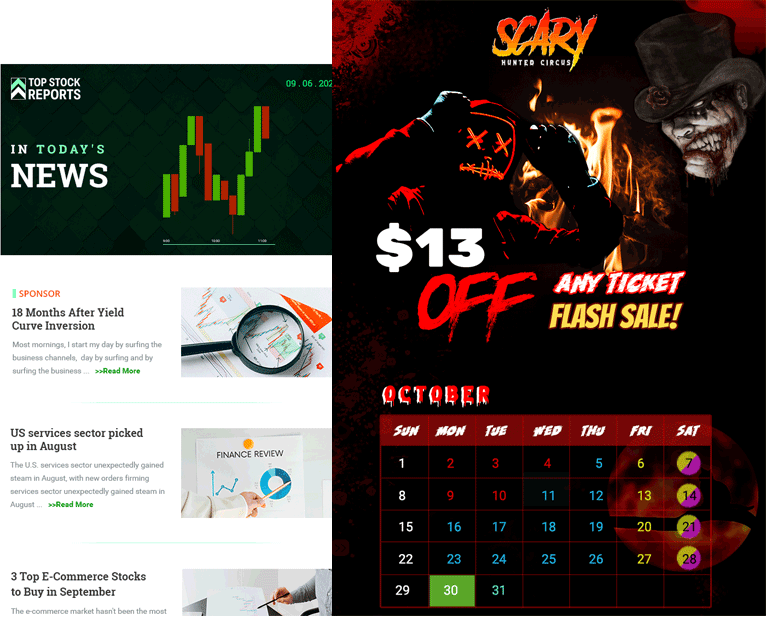 TOP STOCK
REPORTS
09.06.202
IN TODAY'S
NEWS
9:00 10:00 11:00
SPONSOR
18 Months After Yield
Curve Inversion
Most mornings, I start my day by surfing the
business channels, day by surfing and by
surfing the business ... >>Read More
US services sector picked
up in August
The U.S. services sector unexpectedly gained
steam in August, with new orders firming
services sector unexpectedly gained steam in
August ... >>Read More
FINANCE REVIEW
3 Top E-Commerce Stocks
to Buy in September
The e-commerce market hasn't been the most
SCARY
HUNTED CIRCUS
$13
OFF
ANY TICKET
FLASH SALE!
OCTOBER
SUN MON TUE WED THU FRI SAT
1 2 3 4 5 6 7
8 9 10 11 12 13 14
15 16 17 18 19 20 21
22 23 24 25 26 27 28
29 30 31